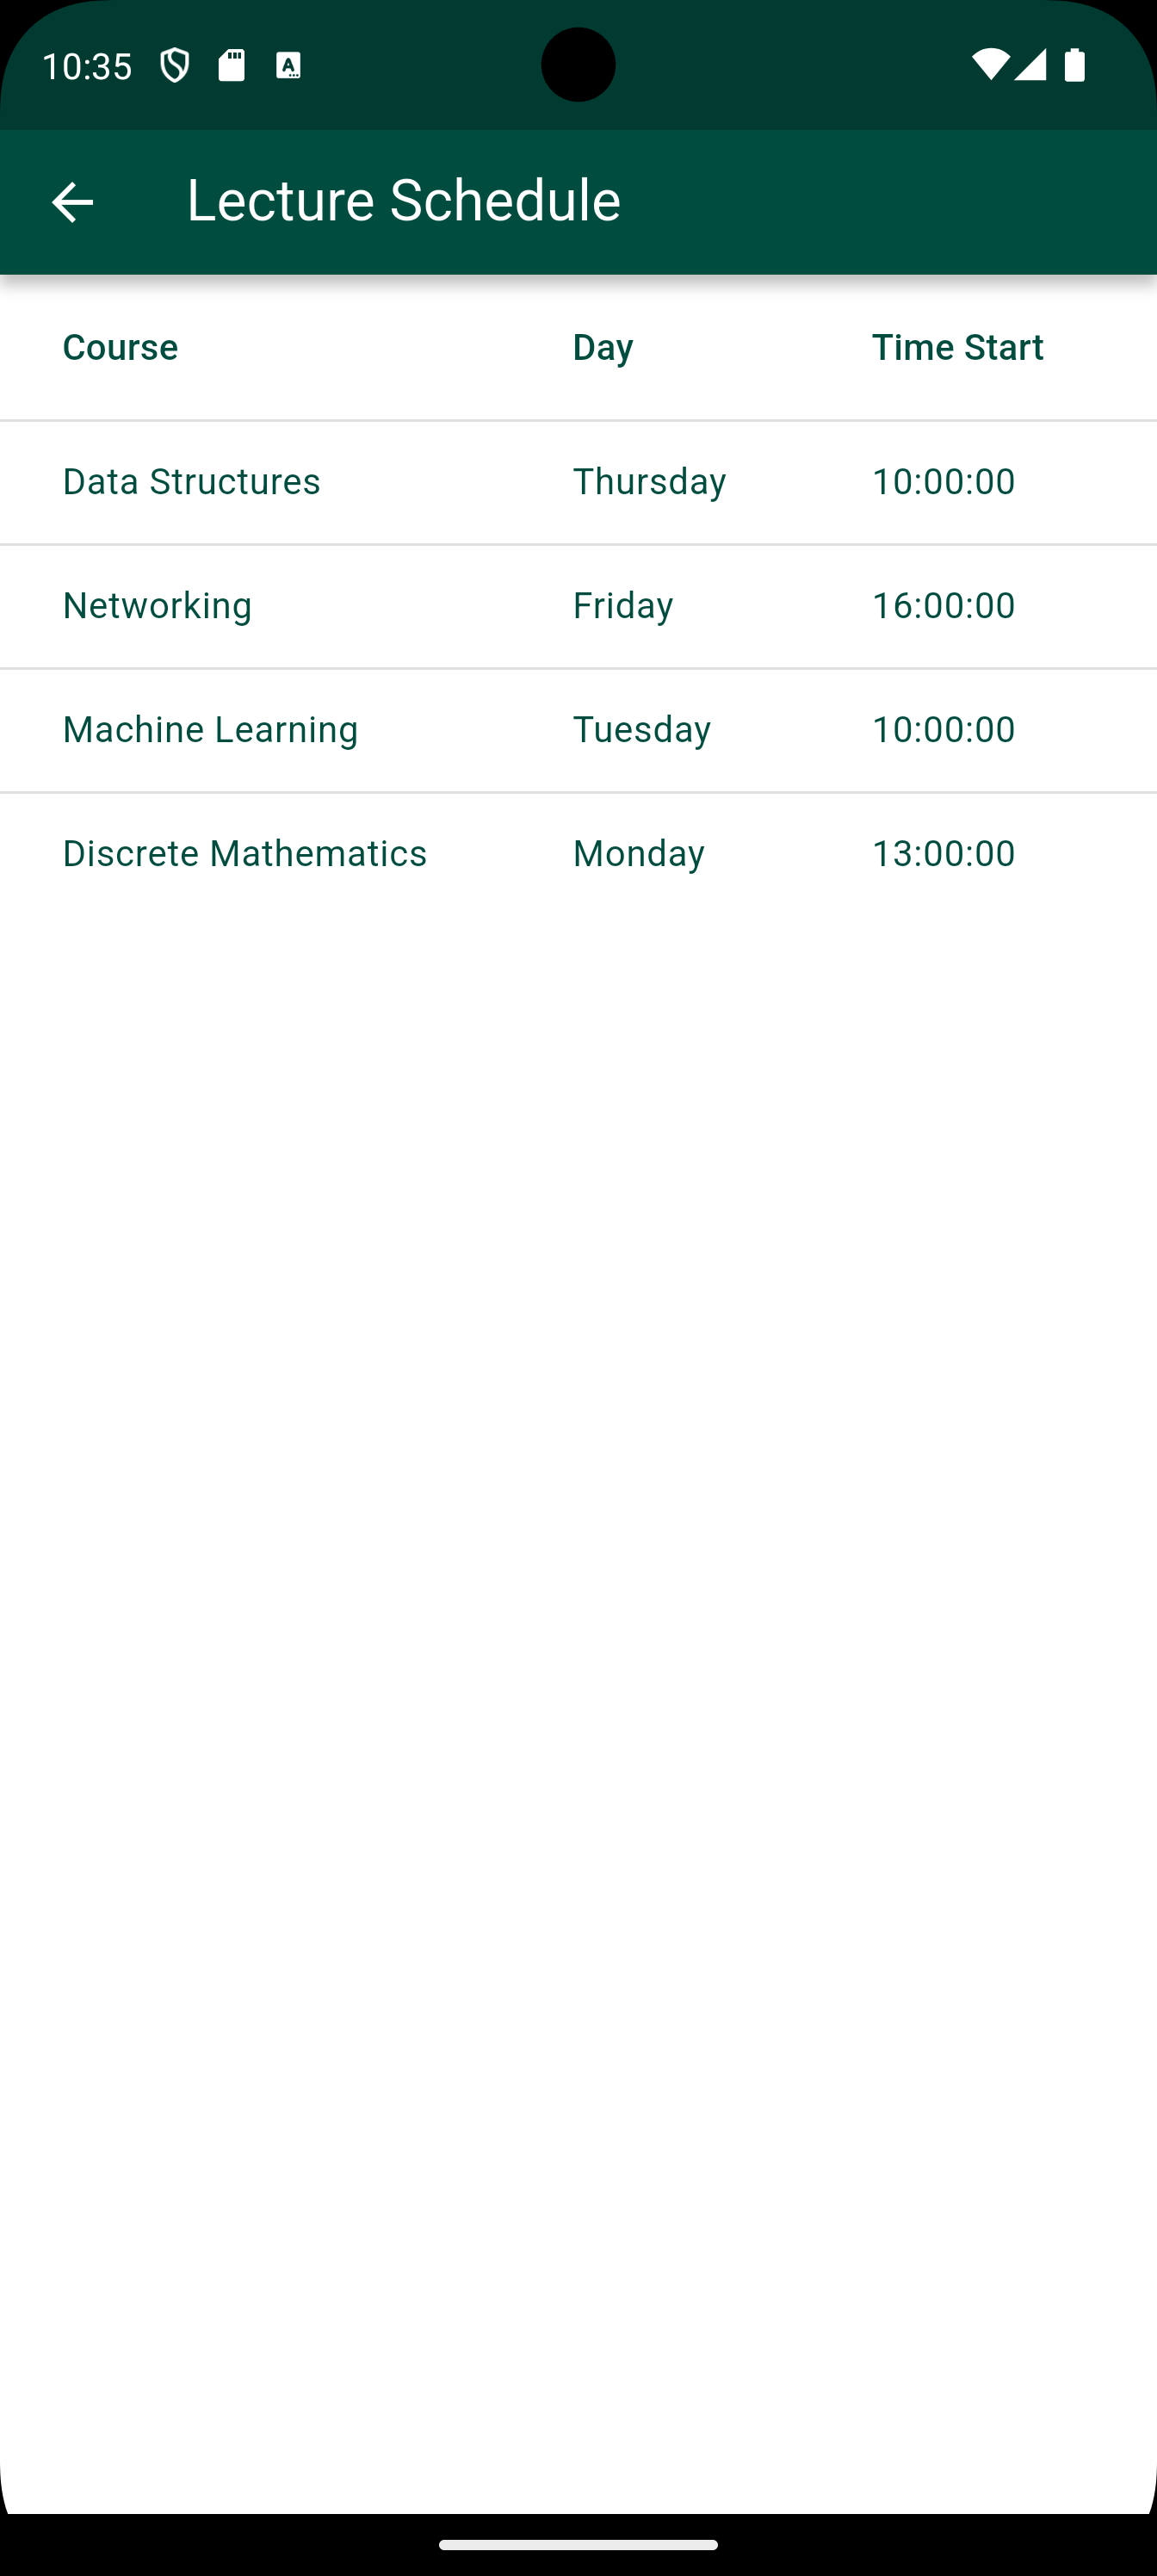 10:35
Lecture Schedule
Course Day Time Start
Data Structures Thursday 10:00:00
Networking Friday 16:00:00
Machine Learning Tuesday 10:00:00
Discrete Mathematics Monday 13:00:00